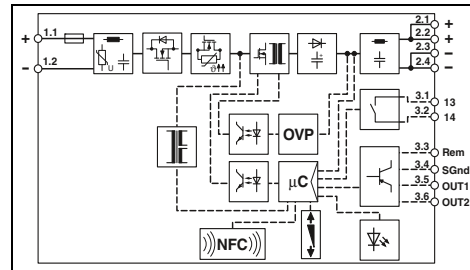 + 1.1
− 1.2
U
ϑ
2.1 +
2.2 +
2.3 −
2.4 −
OVP
μC
3.1 13
3.2 14
3.3 Rem
3.4 SGnd
3.5 OUT1
3.6 OUT2
NFC